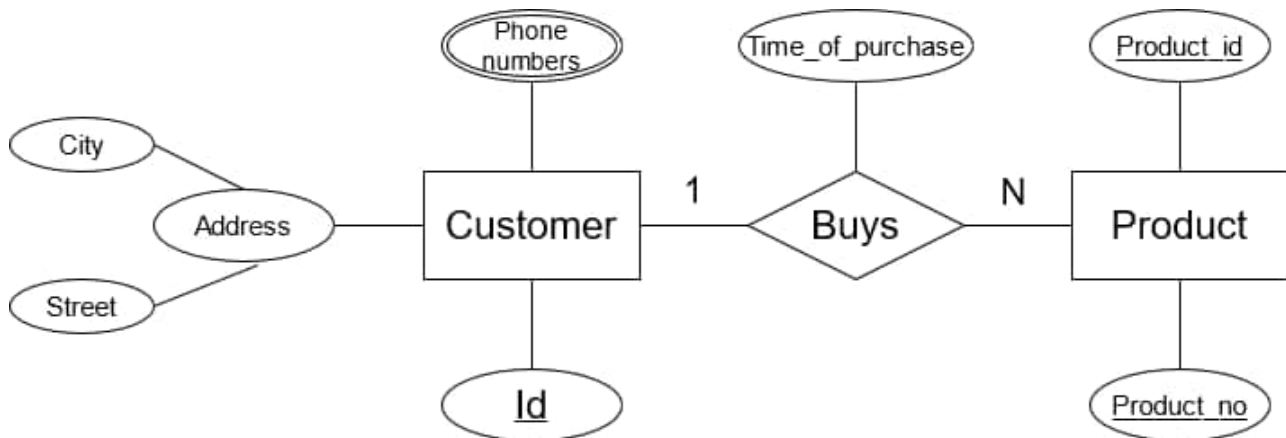 Phone
numbers
Time_of_purchase
Product_id
City
Address
Customer
1
Buys
N
Product
Street
Id
Product_no